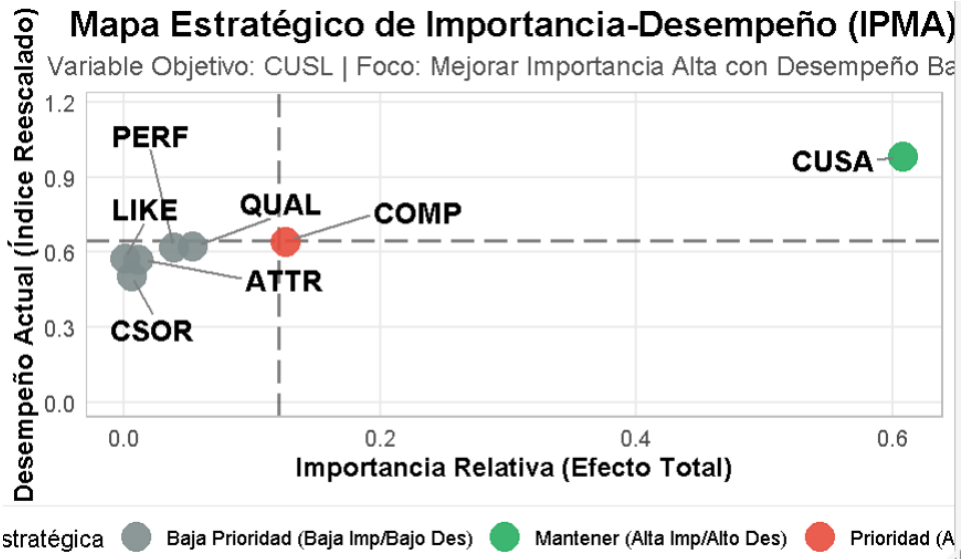 Mapa Estratégico de Importancia-Desempeño (IPMA)
Variable Objetivo: CUSL | Foco: Mejorar Importancia Alta con Desempeño Ba
Desempeño Actual (Índice Reescalado)
1.2
0.9
0.6
0.3
0.0
PERF
CUSA
LIKE
QUAL
COMP
ATTR
CSOR
0.0 0.2 0.4 0.6
Importancia Relativa (Efecto Total)
stratégica Baja Prioridad (Baja Imp/Bajo Des) Mantener (Alta Imp/Alto Des) Prioridad (A